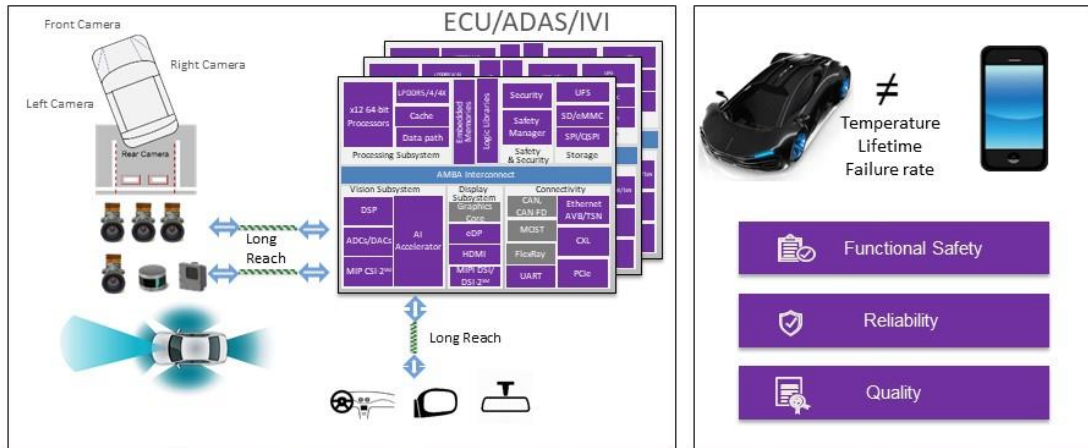 ECU/ADAS/IVI
Front Camera
Right Camera
Left Camera
Rear Camera
Long
Reach
x12 64-bit
Processors
LPDDR5/4/4X
Cache
Data path
Processing Subsystem
Embedded
Memories
Logic Libraries
Security
Safety
Manager
Safety
& Security
UFS
SD/eMMC
SPI/QSPI
Storage
AMBA Interconnect
Vision Subsystem
DSP
ADCs/DACs
MIP CSI 2
AI
Accelerator
Display
Subsystem
Graphics
Core
eDP
HDMI
MIPI DSI/
DSI 2
Connectivity
CAN,
CAN FD
MOST
FlexRay
UART
Ethernet
AVB/TSN
CXL
PCIe
Long Reach
≠
Temperature
Lifetime
Failure rate
Functional Safety
Reliability
Quality